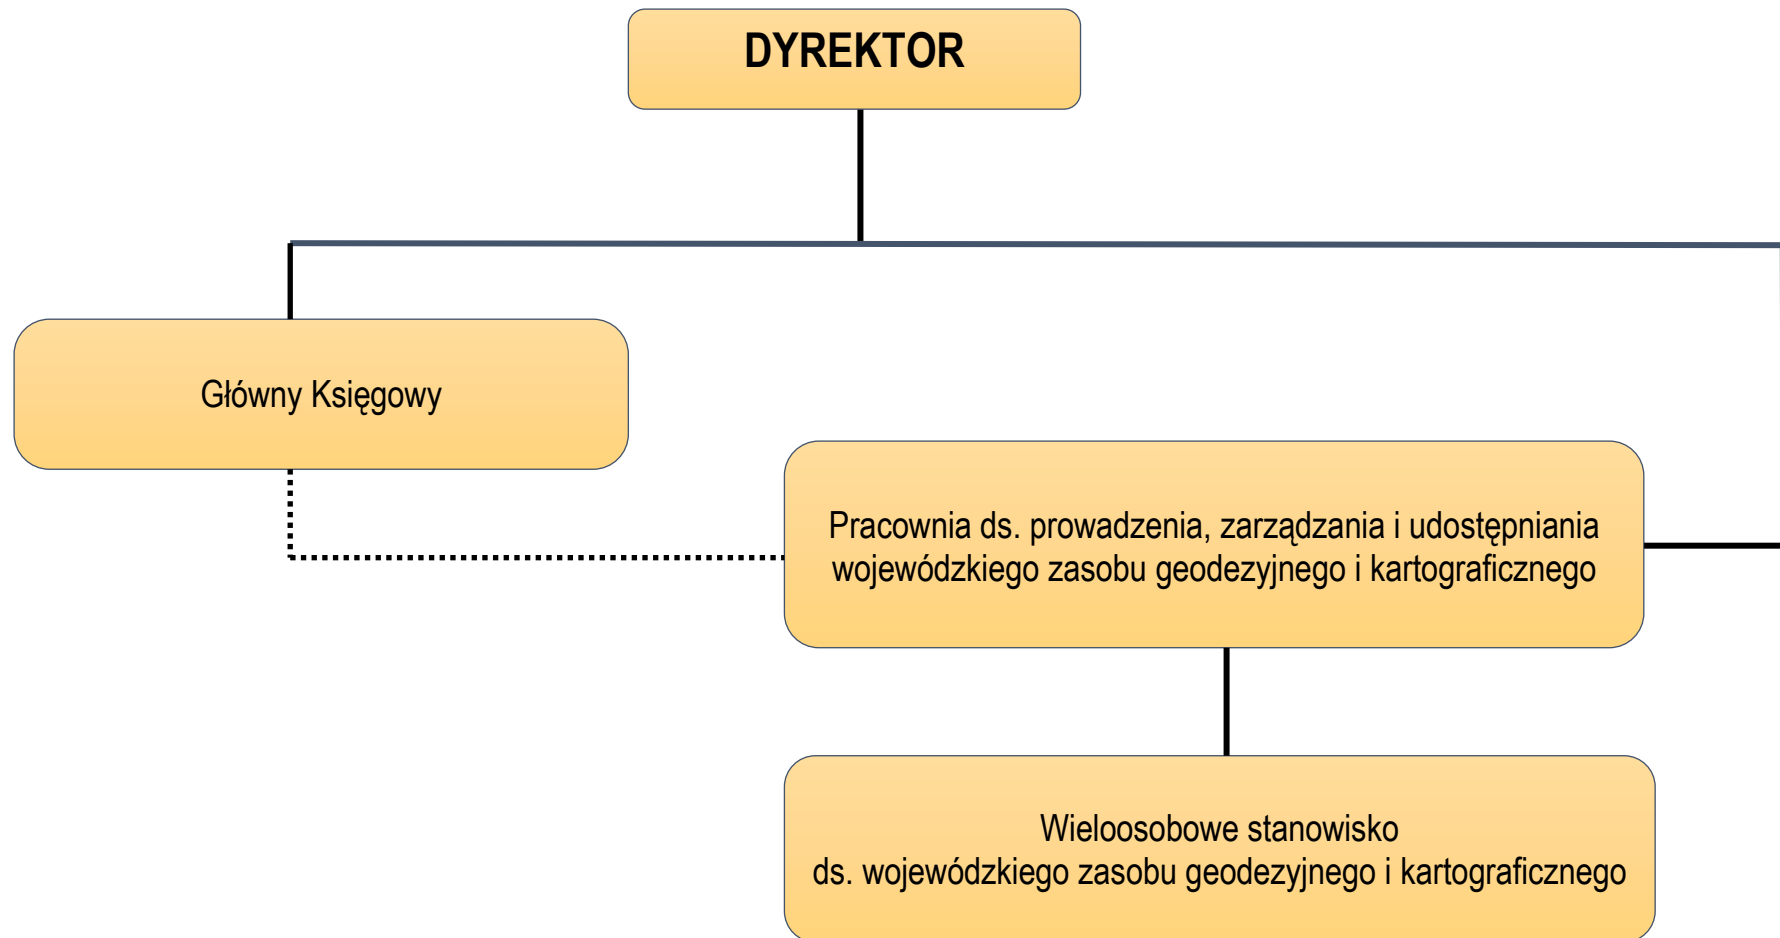 DYREKTOR
Główny Księgowy
Pracownia ds. prowadzenia, zarządzania i udostępniania
wojewódzkiego zasobu geodezyjnego i kartograficznego
Wieloosobowe stanowisko
ds. wojewódzkiego zasobu geodezyjnego i kartograficznego